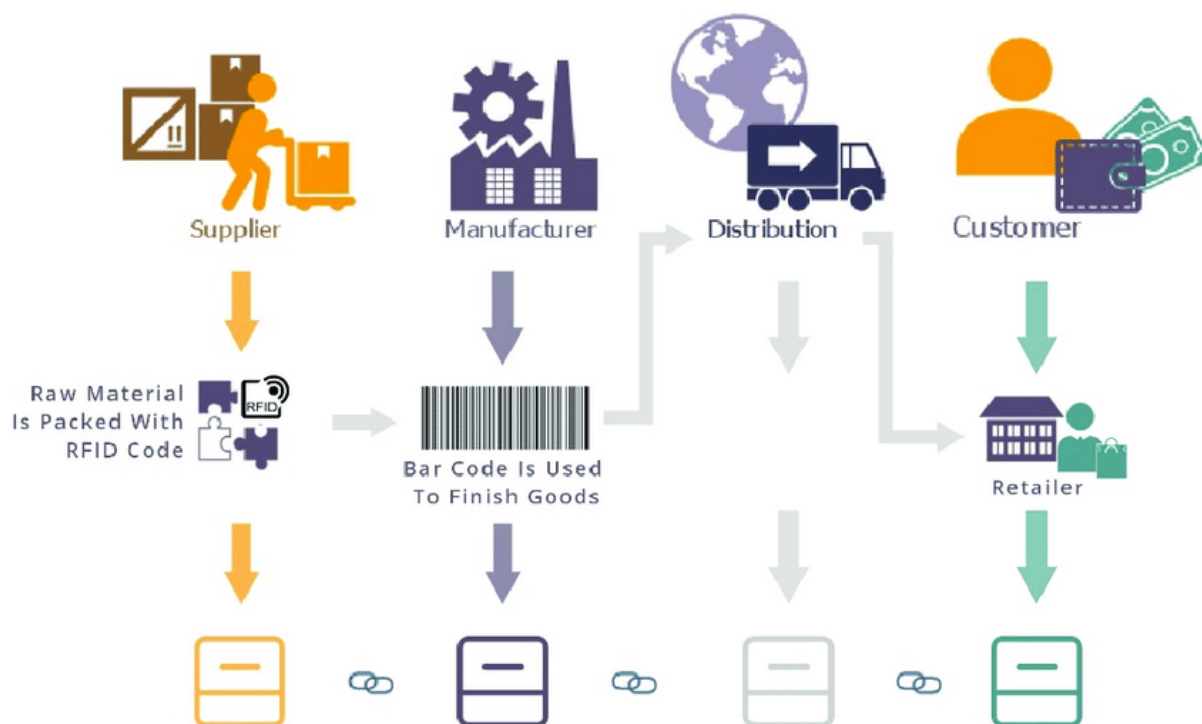 Supplier
Manufacturer
Distribution
Customer
Raw Material
Is Packed With
RFID Code
RFID
Bar Code Is Used
To Finish Goods
Retailer